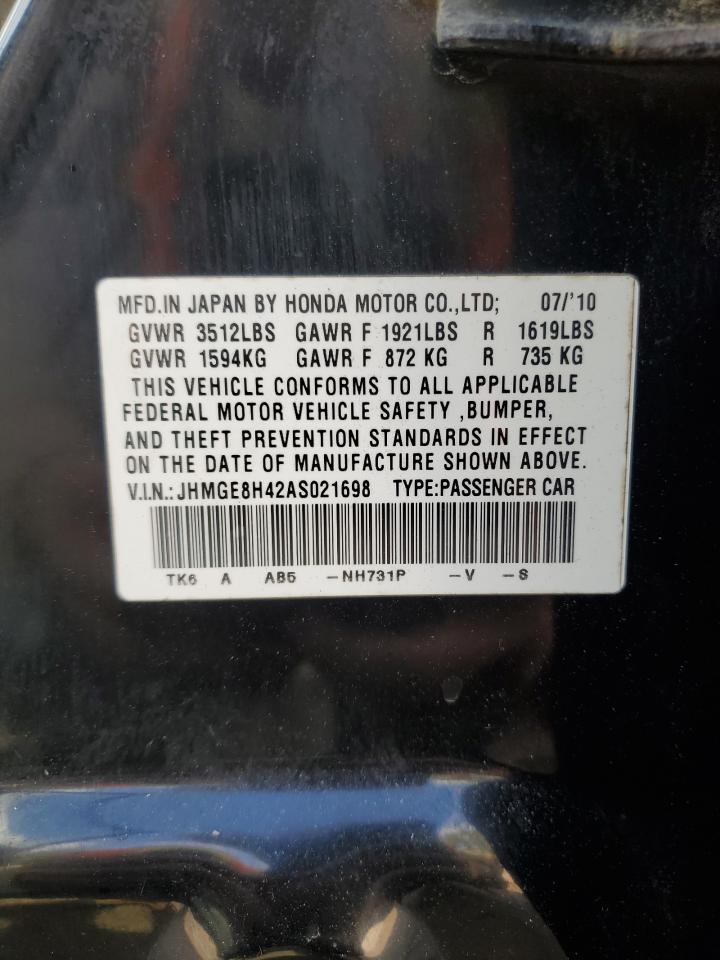 MFD.IN JAPAN BY HONDA MOTOR CO.,LTD; 07/'10
GVWR 3512LBS GAWR F 1921LBS R 1619LBS
GVWR 1594KG GAWR F 872 KG R 735 KG
THIS VEHICLE CONFORMS TO ALL APPLICABLE
FEDERAL MOTOR VEHICLE SAFETY ,BUMPER,
AND THEFT PREVENTION STANDARDS IN EFFECT
ON THE DATE OF MANUFACTURE SHOWN ABOVE.
V.I.N.: JHMGE8H42AS021698 TYPE:PASSENGER CAR
TK6 A AB5 -NH731P -V -S